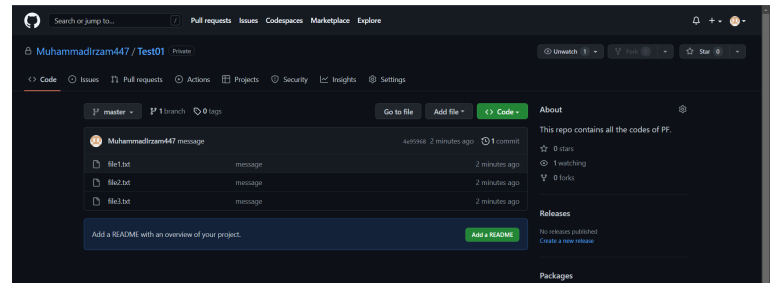 Search or jump to... /
Pull requests Issues Codespaces Marketplace Explore
MuhammadIrzam447 / Test01 Private
Unwatch 1 Fork 0 Star 0
Code Issues Pull requests Actions Projects Security Insights Settings
master 1 branch 0 tags
Go to file Add file Code
MuhammadIrzam447 message 4e95968 2 minutes ago 1 commit
file1.txt message 2 minutes ago
file2.txt message 2 minutes ago
file3.txt message 2 minutes ago
Add a README with an overview of your project. Add a README
About
This repo contains all the codes of PF.
0 stars
1 watching
0 forks
Releases
No releases published
Create a new release
Packages